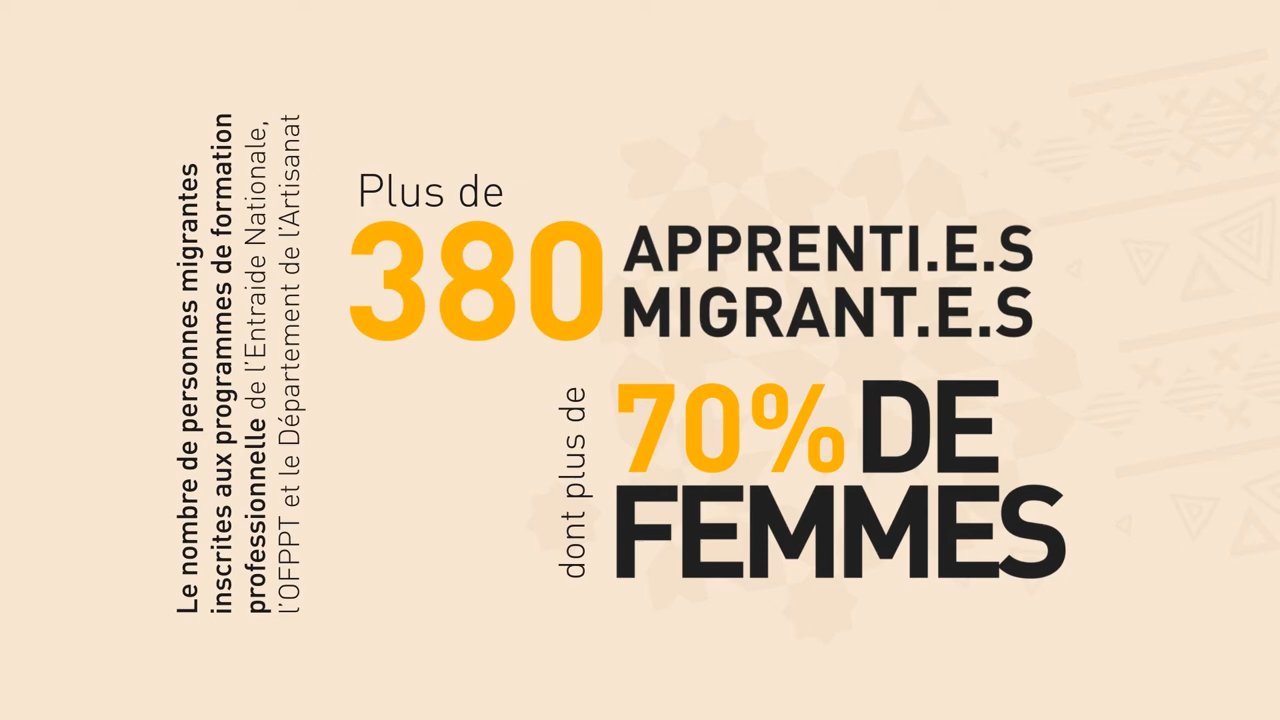 Le nombre de personnes migrantes
inscrites aux programmes de formation
professionnelle de l'Entraide Nationale,
l'OFPPT et le Département de l'Artisanat
Plus de
380 APPRENTI.E.S
MIGRANT.E.S
dont plus de
70% DE
FEMMES